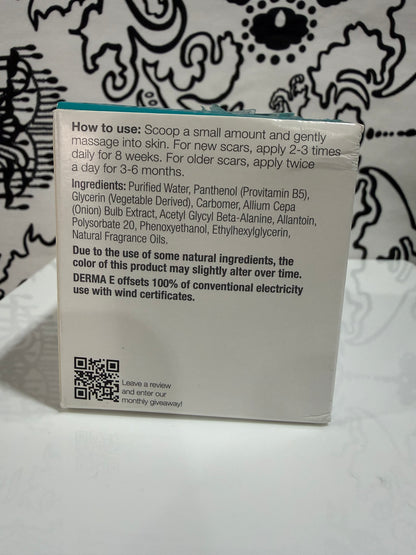 How to use: Scoop a small amount and gently
massage into skin. For new scars, apply 2-3 times
daily for 8 weeks. For older scars, apply twice
a day for 3-6 months.
Ingredients: Purified Water, Panthenol (Provitamin B5),
Glycerin (Vegetable Derived), Carbomer, Allium Cepa
(Onion) Bulb Extract, Acetyl Glycyl Beta-Alanine, Allantoin,
Polysorbate 20, Phenoxyethanol, Ethylhexylglycerin,
Natural Fragrance Oils.
Due to the use of some natural ingredients, the
color of this product may slightly alter over time.
DERMA E offsets 100% of conventional electricity
use with wind certificates.
Leave a review
and enter our
monthly giveaway!